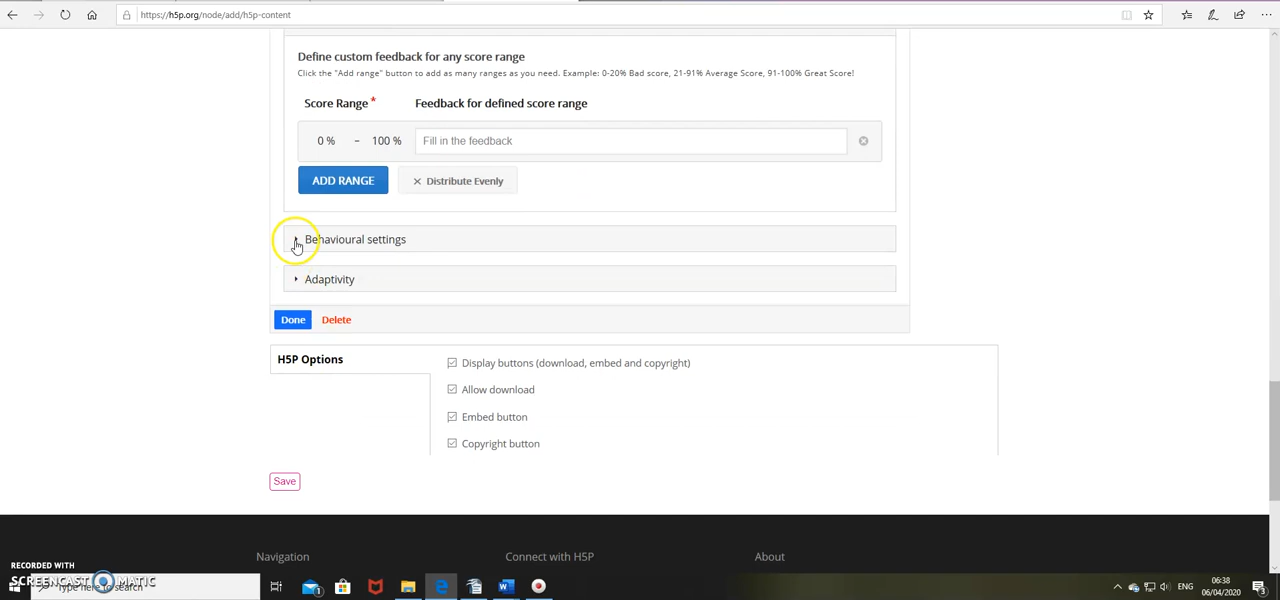 https://h5p.org/node/add/h5p-content
Define custom feedback for any score range
Click the "Add range" button to add as many ranges as you need. Example: 0-20% Bad score, 21-91% Average Score, 91-100% Great Score!
Score Range * Feedback for defined score range
0 % – 100 % Fill in the feedback
ADD RANGE Distribute Evenly
Behavioural settings
Adaptivity
Done Delete
H5P Options
Display buttons (download, embed and copyright)
Allow download
Embed button
Copyright button
Save
Navigation Connect with H5P About
RECORDED WITH
SCREENCAST MATIC
Type here to search
1
ENG
06:38
06/04/2020
3